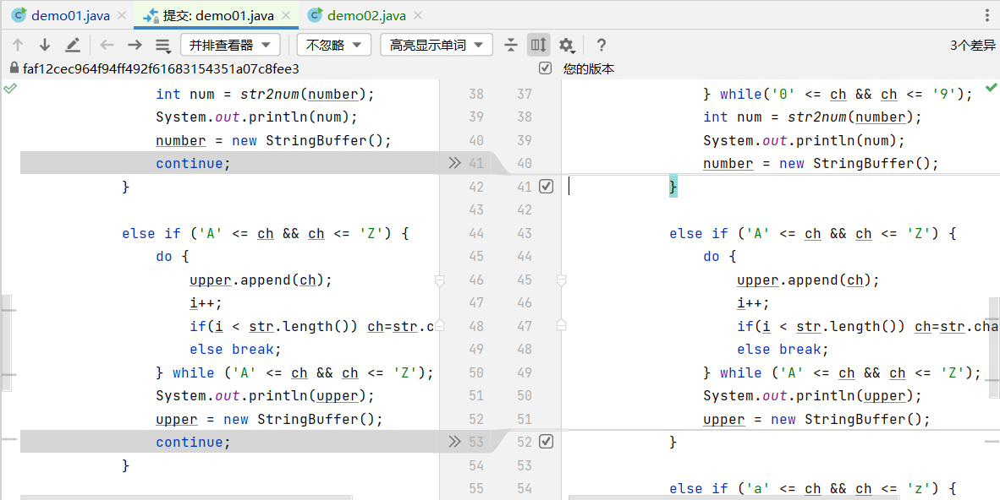 demo01.java
提交: demo01.java
demo02.java
并排查看器
不忽略
高亮显示单词
?
3个差异
faf12cec964f94ff492f61683154351a07c8fee3
您的版本
int num = str2num(number); 38 37 } while('0' <= ch && ch <= '9');
System.out.println(num); 39 38 int num = str2num(number);
number = new StringBuffer(); 40 39 System.out.println(num);
continue; 41 40 number = new StringBuffer();
} 42 41 }
43 42
else if ('A' <= ch && ch <= 'Z') { 44 43 else if ('A' <= ch && ch <= 'Z') {
do { 45 44 do {
upper.append(ch); 46 45 upper.append(ch);
i++; 47 46 i++;
if(i < str.length()) ch=str.c 48 47 if(i < str.length()) ch=str.cha
else break; 49 48 else break;
} while ('A' <= ch && ch <= 'Z'); 50 49 } while ('A' <= ch && ch <= 'Z');
System.out.println(upper); 51 50 System.out.println(upper);
upper = new StringBuffer(); 52 51 upper = new StringBuffer();
continue; 53 52 }
} 54 53
55 54 else if ('a' <= ch && ch <= 'z') {